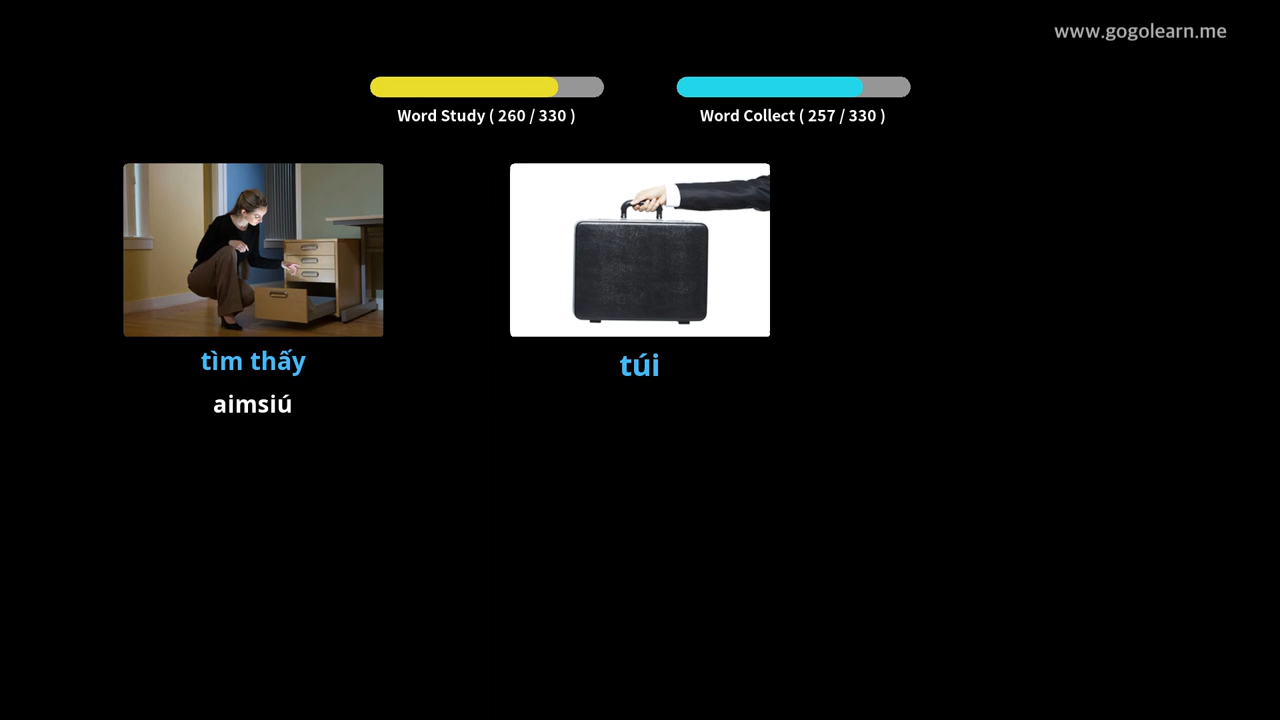 www.gogolearn.me
Word Study ( 260 / 330 )
Word Collect ( 257 / 330 )
tìm thấy
túi
aimsiú